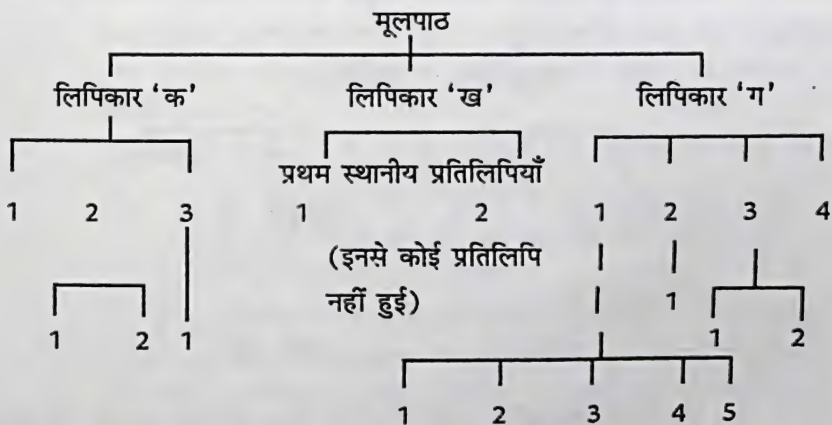 मूलपाठ
लिपिकार ‘क’ लिपिकार ‘ख’ लिपिकार ‘ग’
प्रथम स्थानीय प्रतिलिपियाँ
1 2 3 1 2 1 2 3 4
(इनसे कोई प्रतिलिपि
नहीं हुई) 1
1 2 1 1 2
1 2 3 4 5